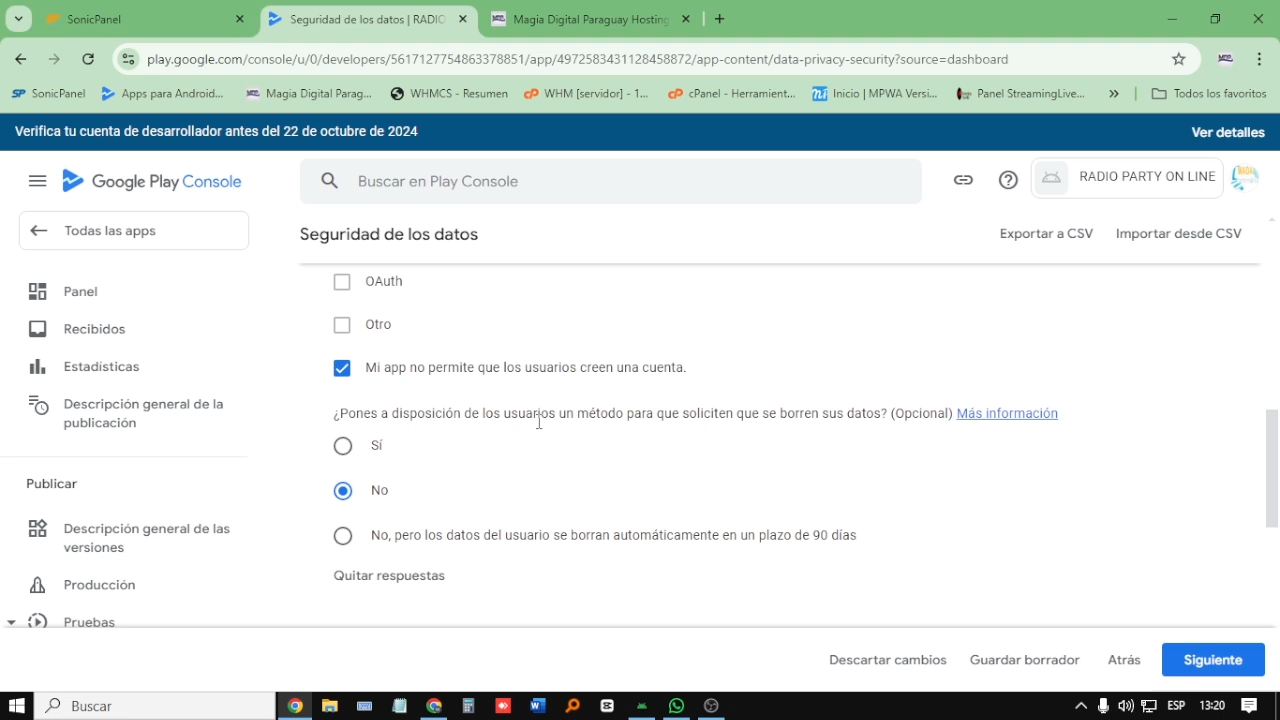 SonicPanel
Seguridad de los datos | RADIO
Magia Digital Paraguay Hosting
play.google.com/console/u/0/developers/5617127754863378851/app/4972583431128458872/app-content/data-privacy-security?source=dashboard
SonicPanel
Apps para Android...
Magia Digital Parag...
WHMCS - Resumen
WHM [servidor] - 1...
cPanel - Herramient...
Inicio | MPWA Versi...
Panel StreamingLive...
Todos los favoritos
Verifica tu cuenta de desarrollador antes del 22 de octubre de 2024
Ver detalles
Google Play Console
Buscar en Play Console
RADIO PARTY ON LINE
Todas las apps
Seguridad de los datos
Exportar a CSV
Importar desde CSV
Panel
Recibidos
Estadísticas
Descripción general de la
publicación
Publicar
Descripción general de las
versiones
Producción
Pruebas
OAuth
Otro
Mi app no permite que los usuarios creen una cuenta.
¿Pones a disposición de los usuarios un método para que soliciten que se borren sus datos? (Opcional) Más información
Sí
No
No, pero los datos del usuario se borran automáticamente en un plazo de 90 días
Quitar respuestas
Descartar cambios
Guardar borrador
Atrás
Siguiente
Buscar
ESP
13:20